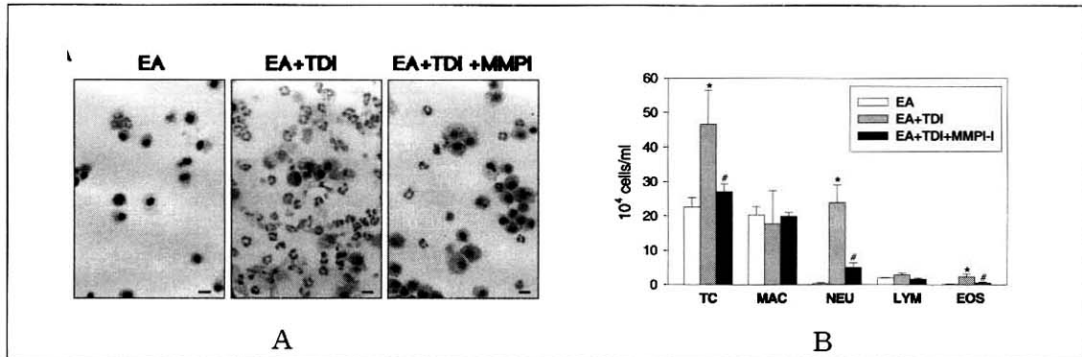 EA
EA+TDI
EA+TDI +MMPI
A
60
50
40
30
20
10
0
10⁴ cells/ml
EA
EA+TDI
EA+TDI+MMPI-I
*
#
*
#
*
#
TC MAC NEU LYM EOS
B